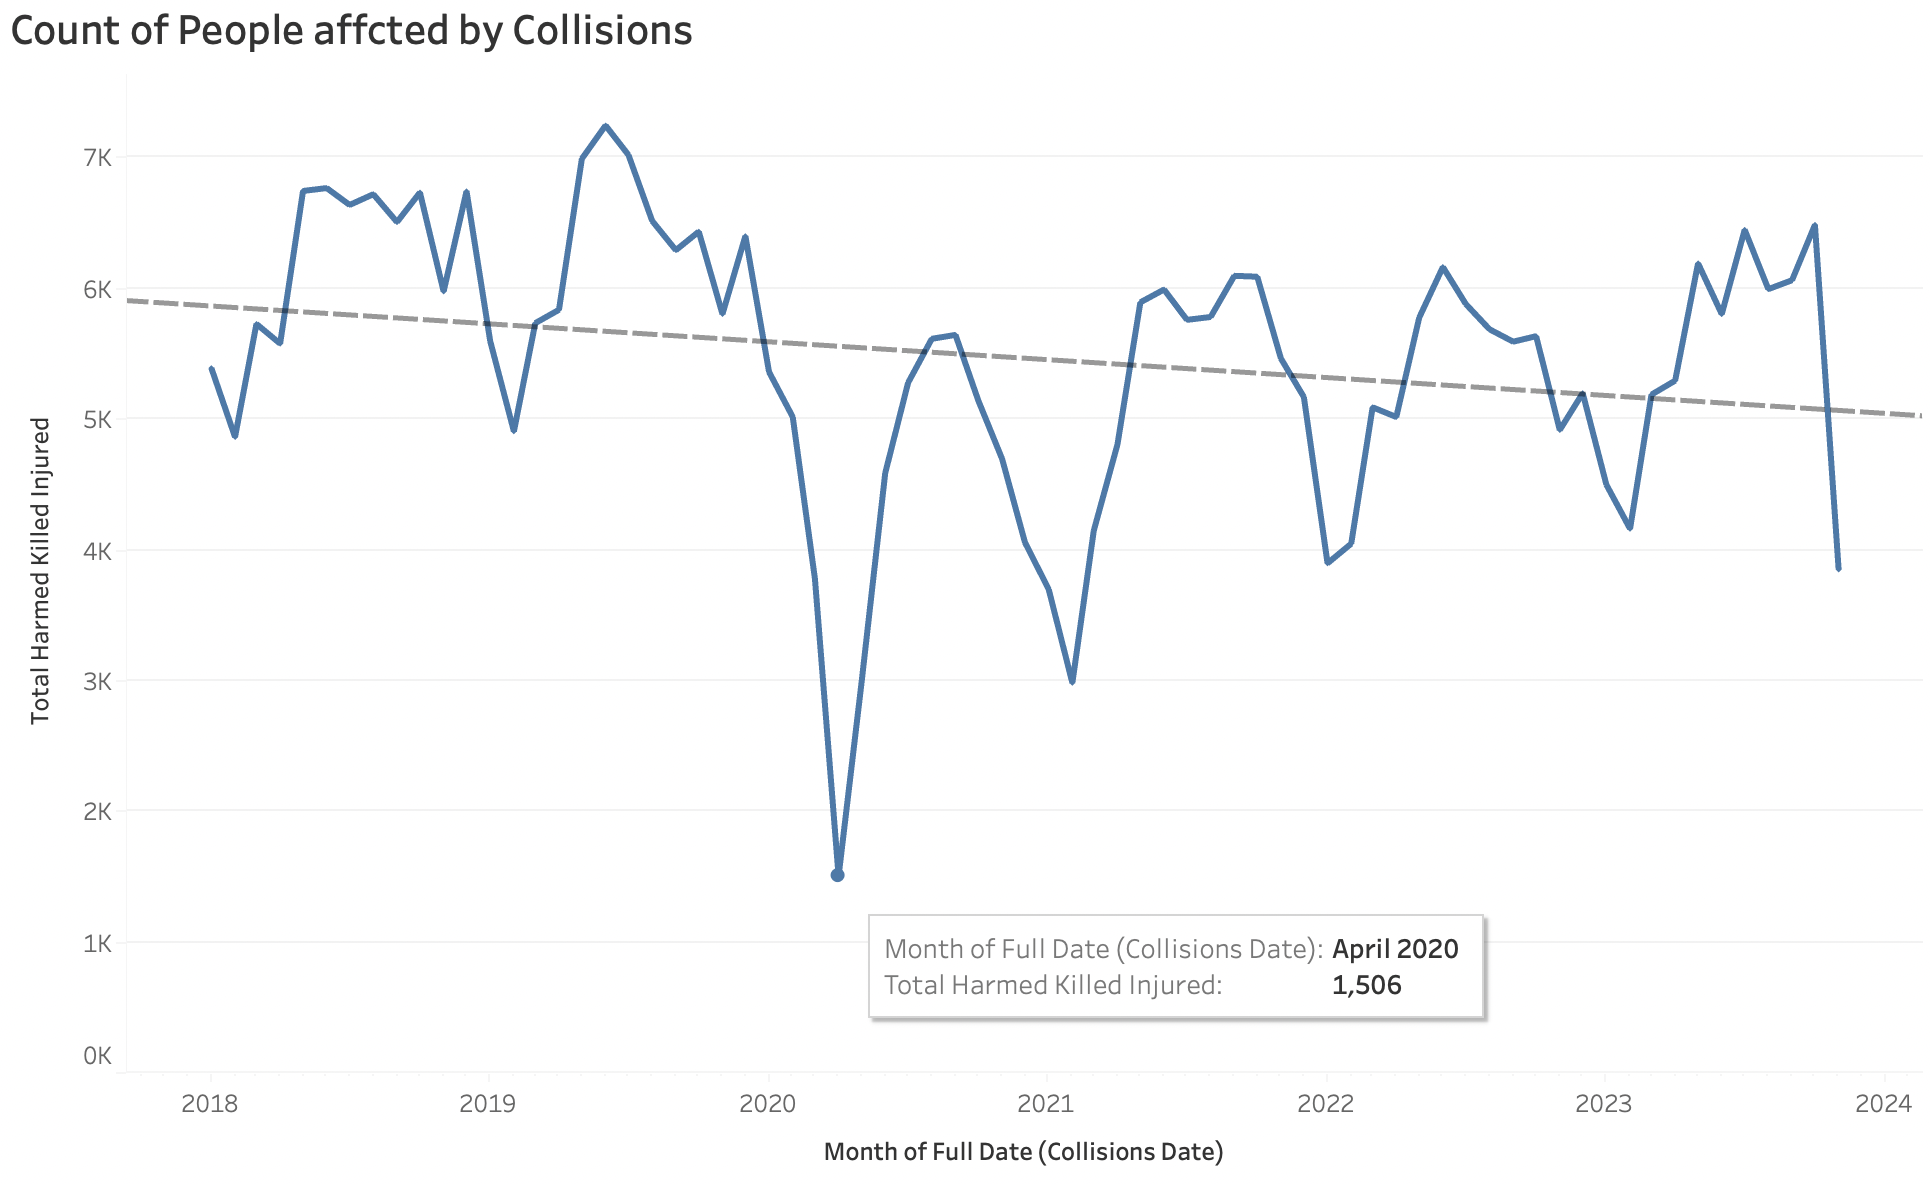 Count of People affcted by Collisions
Total Harmed Killed Injured
7K
6K
5K
4K
3K
2K
1K
0K
Month of Full Date (Collisions Date): April 2020
Total Harmed Killed Injured: 1,506
2018 2019 2020 2021 2022 2023 2024
Month of Full Date (Collisions Date)